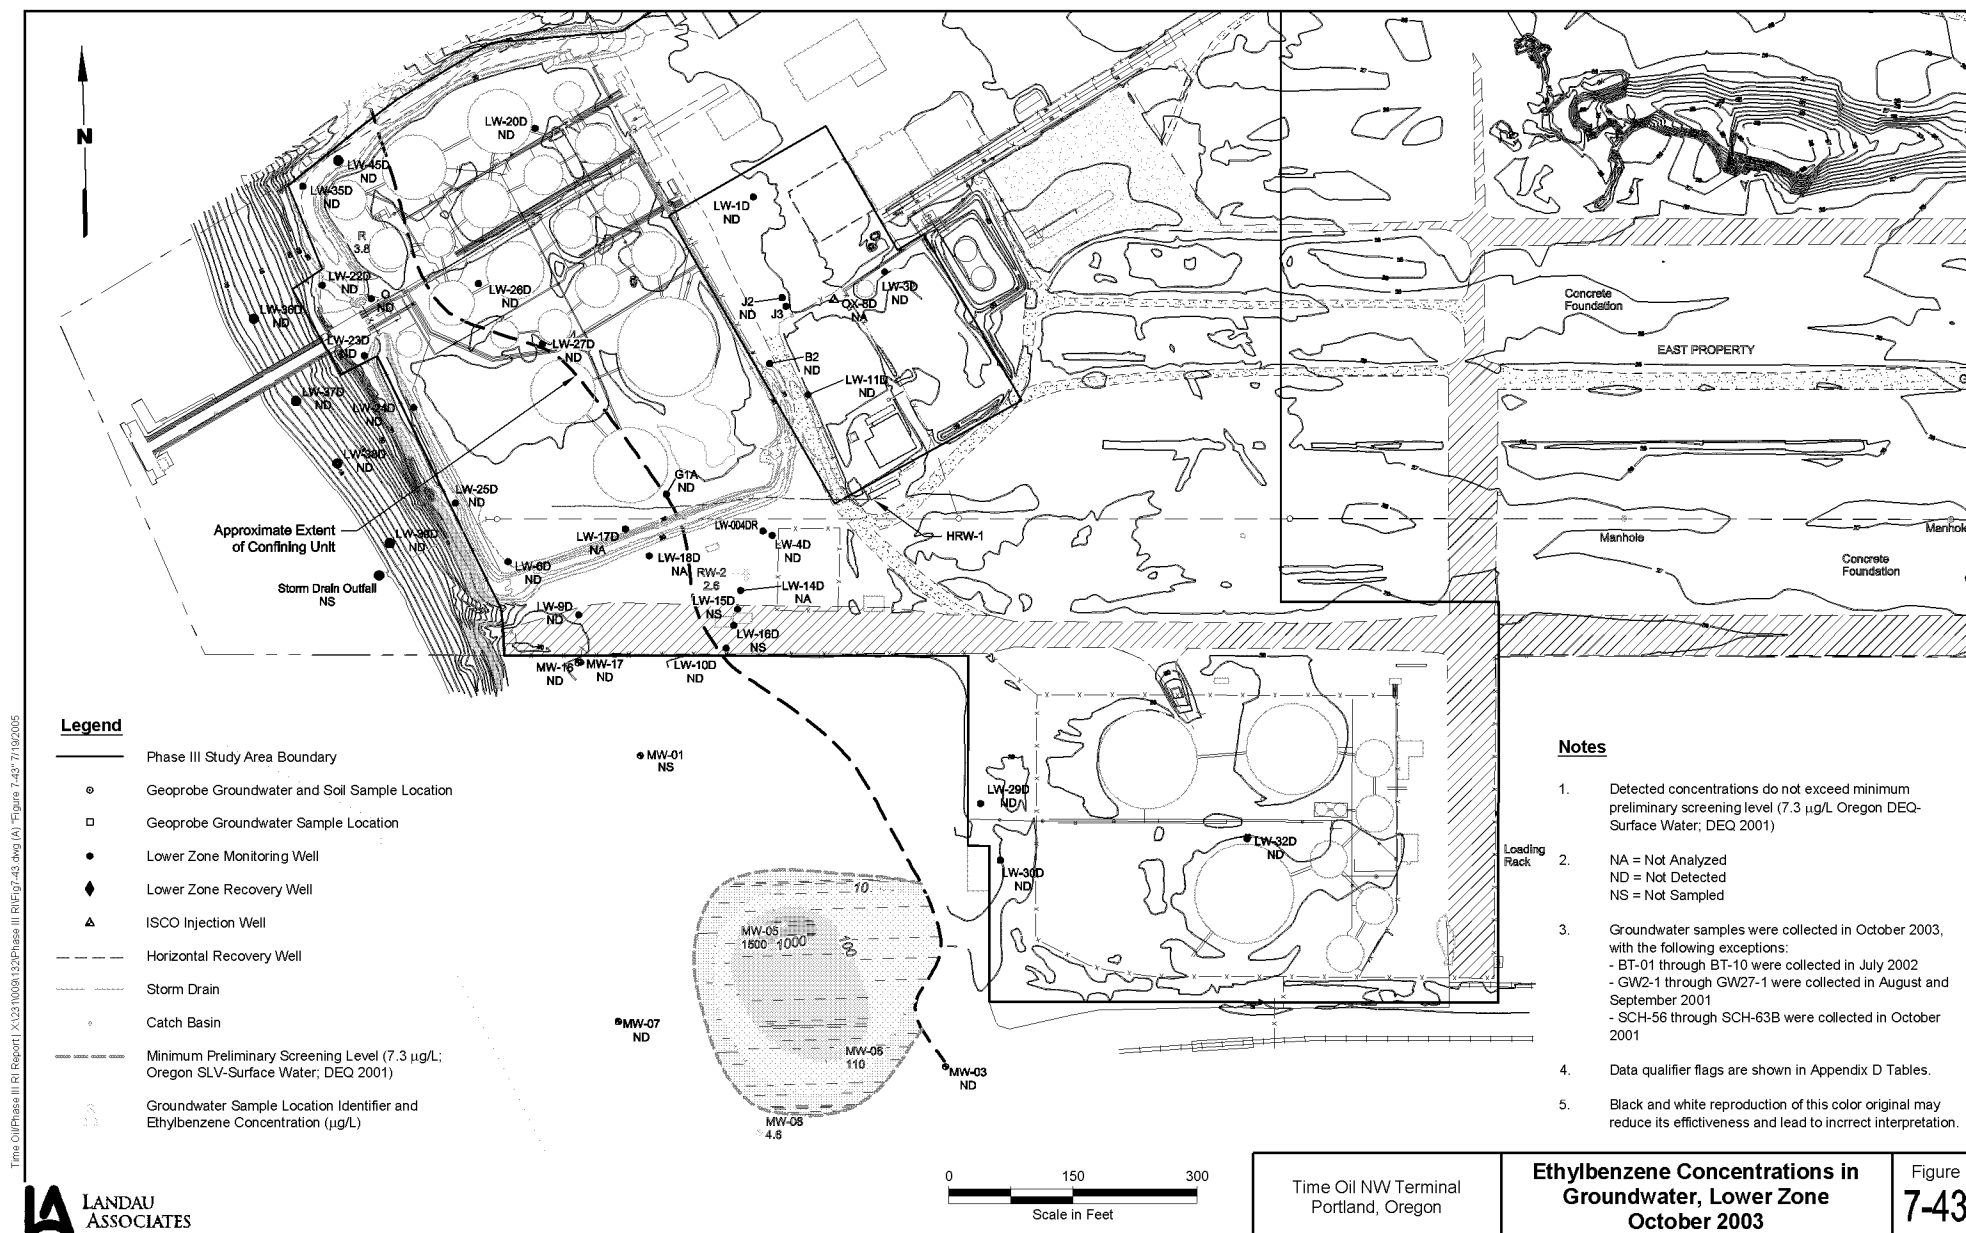 N
LW-20D
ND
LW-45D
ND
LW-35D
ND
R
3.8
LW-1D
ND
LW-22D
ND
O
ND
LW-26D
ND
LW-36D
ND
J2
ND
J3
OX-8D
NA
LW-3D
ND
LW-23D
ND
LW-27D
ND
B2
ND
LW-11D
ND
LW-37D
ND
LW-24D
ND
LW-38D
ND
LW-25D
ND
G1A
ND
Concrete
Foundation
EAST PROPERTY
Approximate Extent
of Confining Unit
ND
LW-17D
NA
LW-004DR
LW-4D
ND
HRW-1
Manhole
Manhole
Concrete
Foundation
LW-18D
NA
RW-2
2.6
LW-14D
NA
LW-6D
ND
Storm Drain Outfall
NS
LW-15D
NS
LW-9D
ND
LW-16D
NS
MW-16
ND
MW-17
ND
LW-10D
ND
MW-01
NS
LW-29D
ND
LW-32D
ND
LW-30D
ND
Loading
Rack
10
100
1000
MW-05
1500
MW-07
ND
MW-06
110
MW-03
ND
MW-08
4.6
Legend
Phase III Study Area Boundary
Geoprobe Groundwater and Soil Sample Location
Geoprobe Groundwater Sample Location
Lower Zone Monitoring Well
Lower Zone Recovery Well
ISCO Injection Well
Horizontal Recovery Well
Storm Drain
Catch Basin
Minimum Preliminary Screening Level (7.3 µg/L;
Oregon SLV-Surface Water; DEQ 2001)
Groundwater Sample Location Identifier and
Ethylbenzene Concentration (µg/L)
Notes
1. Detected concentrations do not exceed minimum
preliminary screening level (7.3 µg/L Oregon DEQ-
Surface Water; DEQ 2001)
2. NA = Not Analyzed
ND = Not Detected
NS = Not Sampled
3. Groundwater samples were collected in October 2003,
with the following exceptions:
- BT-01 through BT-10 were collected in July 2002
- GW2-1 through GW27-1 were collected in August and
September 2001
- SCH-56 through SCH-63B were collected in October
2001
4. Data qualifier flags are shown in Appendix D Tables.
5. Black and white reproduction of this color original may
reduce its effictiveness and lead to incrrect interpretation.
0 150 300
Scale in Feet
LANDAU
ASSOCIATES
Time Oil NW Terminal
Portland, Oregon
Ethylbenzene Concentrations in
Groundwater, Lower Zone
October 2003
Figure
7-43